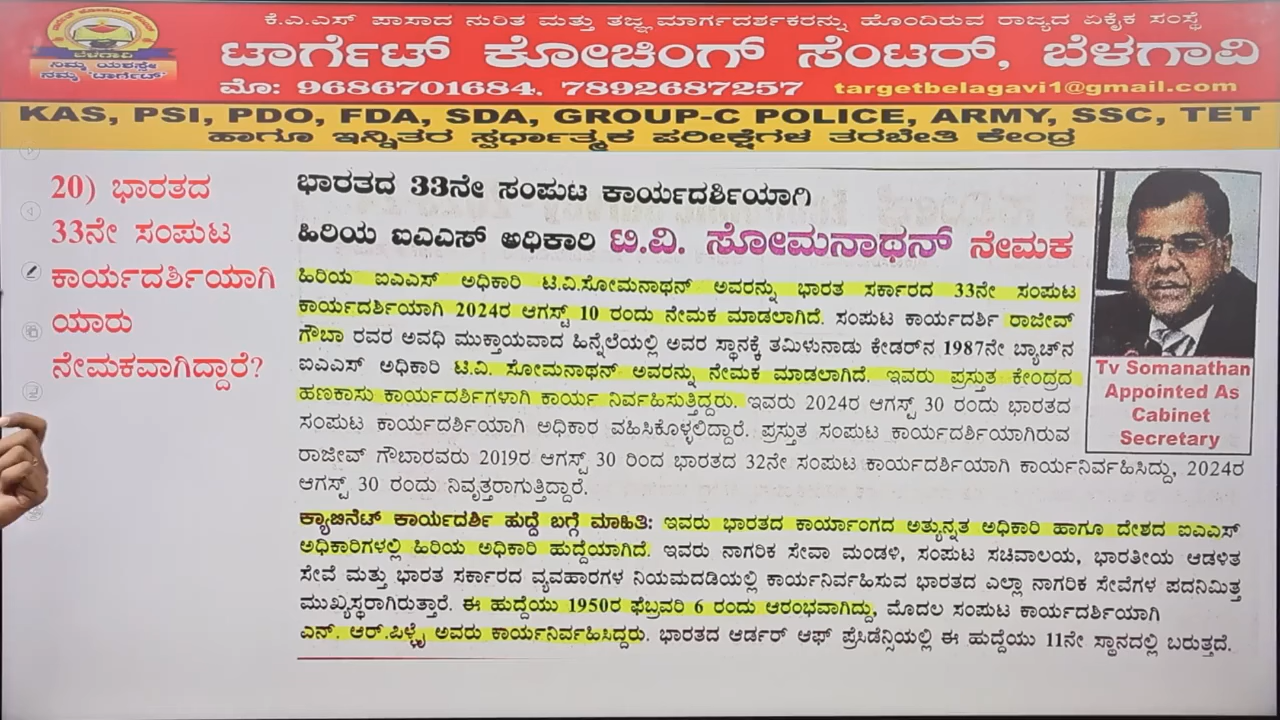 ಕೆ.ಎ.ಎಸ್ ಪಾಸಾದ ನುರಿತ ಮತ್ತು ತಜ್ಞ ಮಾರ್ಗದರ್ಶಕರನ್ನು ಹೊಂದಿರುವ ರಾಜ್ಯದ ಏಕೈಕ ಸಂಸ್ಥೆ
ಟಾರ್ಗೆಟ್ ಕೋಚಿಂಗ್ ಸೆಂಟರ್, ಬೆಳಗಾವಿ
ಬೆಳಗಾವಿ
ನಿಮ್ಮ ಯಶಸ್ಸೇ
ನಮ್ಮ 'ಟಾರ್ಗೆಟ್'
ಮೊ: 9686701684, 7892687257 targetbelagavi1@gmail.com
KAS, PSI, PDO, FDA, SDA, GROUP-C POLICE, ARMY, SSC, TET
ಹಾಗೂ ಇನ್ನಿತರ ಸ್ಪರ್ಧಾತ್ಮಕ ಪರೀಕ್ಷೆಗಳ ತರಬೇತಿ ಕೇಂದ್ರ
20) ಭಾರತದ
33ನೇ ಸಂಪುಟ
ಕಾರ್ಯದರ್ಶಿಯಾಗಿ
ಯಾರು
ನೇಮಕವಾಗಿದ್ದಾರೆ?
ಭಾರತದ 33ನೇ ಸಂಪುಟ ಕಾರ್ಯದರ್ಶಿಯಾಗಿ
ಹಿರಿಯ ಐಎಎಸ್ ಅಧಿಕಾರಿ ಟಿ.ವಿ. ಸೋಮನಾಥನ್ ನೇಮಕ
ಹಿರಿಯ ಐಎಎಸ್ ಅಧಿಕಾರಿ ಟಿ.ವಿ.ಸೋಮನಾಥನ್ ಅವರನ್ನು ಭಾರತ ಸರ್ಕಾರದ 33ನೇ ಸಂಪುಟ
ಕಾರ್ಯದರ್ಶಿಯಾಗಿ 2024ರ ಆಗಸ್ಟ್ 10 ರಂದು ನೇಮಕ ಮಾಡಲಾಗಿದೆ. ಸಂಪುಟ ಕಾರ್ಯದರ್ಶಿ ರಾಜೀವ್
ಗೌಬಾ ರವರ ಅವಧಿ ಮುಕ್ತಾಯವಾದ ಹಿನ್ನೆಲೆಯಲ್ಲಿ ಅವರ ಸ್ಥಾನಕ್ಕೆ ತಮಿಳುನಾಡು ಕೇಡರ್‌ನ 1987ನೇ ಬ್ಯಾಚ್‌ನ
ಐಎಎಸ್ ಅಧಿಕಾರಿ ಟಿ.ವಿ. ಸೋಮನಾಥನ್ ಅವರನ್ನು ನೇಮಕ ಮಾಡಲಾಗಿದೆ. ಇವರು ಪ್ರಸ್ತುತ ಕೇಂದ್ರದ
ಹಣಕಾಸು ಕಾರ್ಯದರ್ಶಿಗಳಾಗಿ ಕಾರ್ಯ ನಿರ್ವಹಿಸುತ್ತಿದ್ದರು. ಇವರು 2024ರ ಆಗಸ್ಟ್ 30 ರಂದು ಭಾರತದ
ಸಂಪುಟ ಕಾರ್ಯದರ್ಶಿಯಾಗಿ ಅಧಿಕಾರ ವಹಿಸಿಕೊಳ್ಳಲಿದ್ದಾರೆ. ಪ್ರಸ್ತುತ ಸಂಪುಟ ಕಾರ್ಯದರ್ಶಿಯಾಗಿರುವ
ರಾಜೀವ್ ಗೌಬಾರವರು 2019ರ ಆಗಸ್ಟ್ 30 ರಿಂದ ಭಾರತದ 32ನೇ ಸಂಪುಟ ಕಾರ್ಯದರ್ಶಿಯಾಗಿ ಕಾರ್ಯನಿರ್ವಹಿಸಿದ್ದು, 2024ರ
ಆಗಸ್ಟ್ 30 ರಂದು ನಿವೃತ್ತರಾಗುತ್ತಿದ್ದಾರೆ.
Tv Somanathan
Appointed As
Cabinet
Secretary
ಕ್ಯಾಬಿನೆಟ್ ಕಾರ್ಯದರ್ಶಿ ಹುದ್ದೆ ಬಗ್ಗೆ ಮಾಹಿತಿ: ಇವರು ಭಾರತದ ಕಾರ್ಯಾಂಗದ ಅತ್ಯುನ್ನತ ಅಧಿಕಾರಿ ಹಾಗೂ ದೇಶದ ಐಎಎಸ್
ಅಧಿಕಾರಿಗಳಲ್ಲಿ ಹಿರಿಯ ಅಧಿಕಾರಿ ಹುದ್ದೆಯಾಗಿದೆ. ಇವರು ನಾಗರಿಕ ಸೇವಾ ಮಂಡಳಿ, ಸಂಪುಟ ಸಚಿವಾಲಯ, ಭಾರತೀಯ ಆಡಳಿತ
ಸೇವೆ ಮತ್ತು ಭಾರತ ಸರ್ಕಾರದ ವ್ಯವಹಾರಗಳ ನಿಯಮದಡಿಯಲ್ಲಿ ಕಾರ್ಯನಿರ್ವಹಿಸುವ ಭಾರತದ ಎಲ್ಲಾ ನಾಗರಿಕ ಸೇವೆಗಳ ಪದನಿಮಿತ್ತ
ಮುಖ್ಯಸ್ಥರಾಗಿರುತ್ತಾರೆ. ಈ ಹುದ್ದೆಯು 1950ರ ಫೆಬ್ರವರಿ 6 ರಂದು ಆರಂಭವಾಗಿದ್ದು, ಮೊದಲ ಸಂಪುಟ ಕಾರ್ಯದರ್ಶಿಯಾಗಿ
ಎನ್. ಆರ್.ಪಿಳ್ಳೈ ಅವರು ಕಾರ್ಯನಿರ್ವಹಿಸಿದ್ದರು. ಭಾರತದ ಆರ್ಡರ್ ಆಫ್ ಪ್ರೆಸಿಡೆನ್ಸಿಯಲ್ಲಿ ಈ ಹುದ್ದೆಯು 11ನೇ ಸ್ಥಾನದಲ್ಲಿ ಬರುತ್ತದೆ.